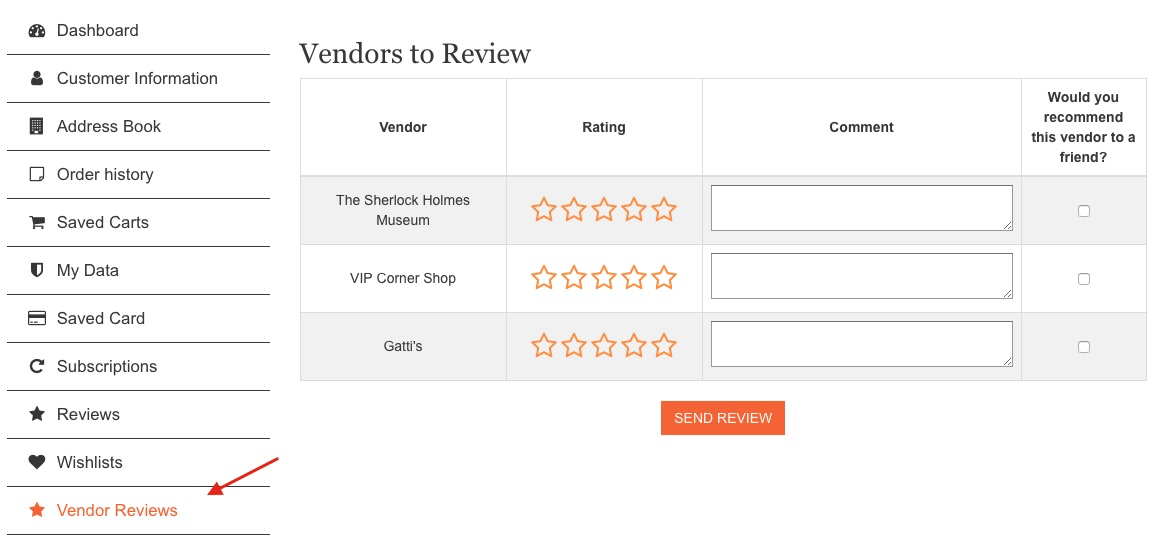 Dashboard
Customer Information
Address Book
Order history
Saved Carts
My Data
Saved Card
Subscriptions
Reviews
Wishlists
Vendor Reviews
Vendors to Review
Vendor
Rating
Comment
Would you
recommend
this vendor to a
friend?
The Sherlock Holmes
Museum
VIP Corner Shop
Gatti's
SEND REVIEW